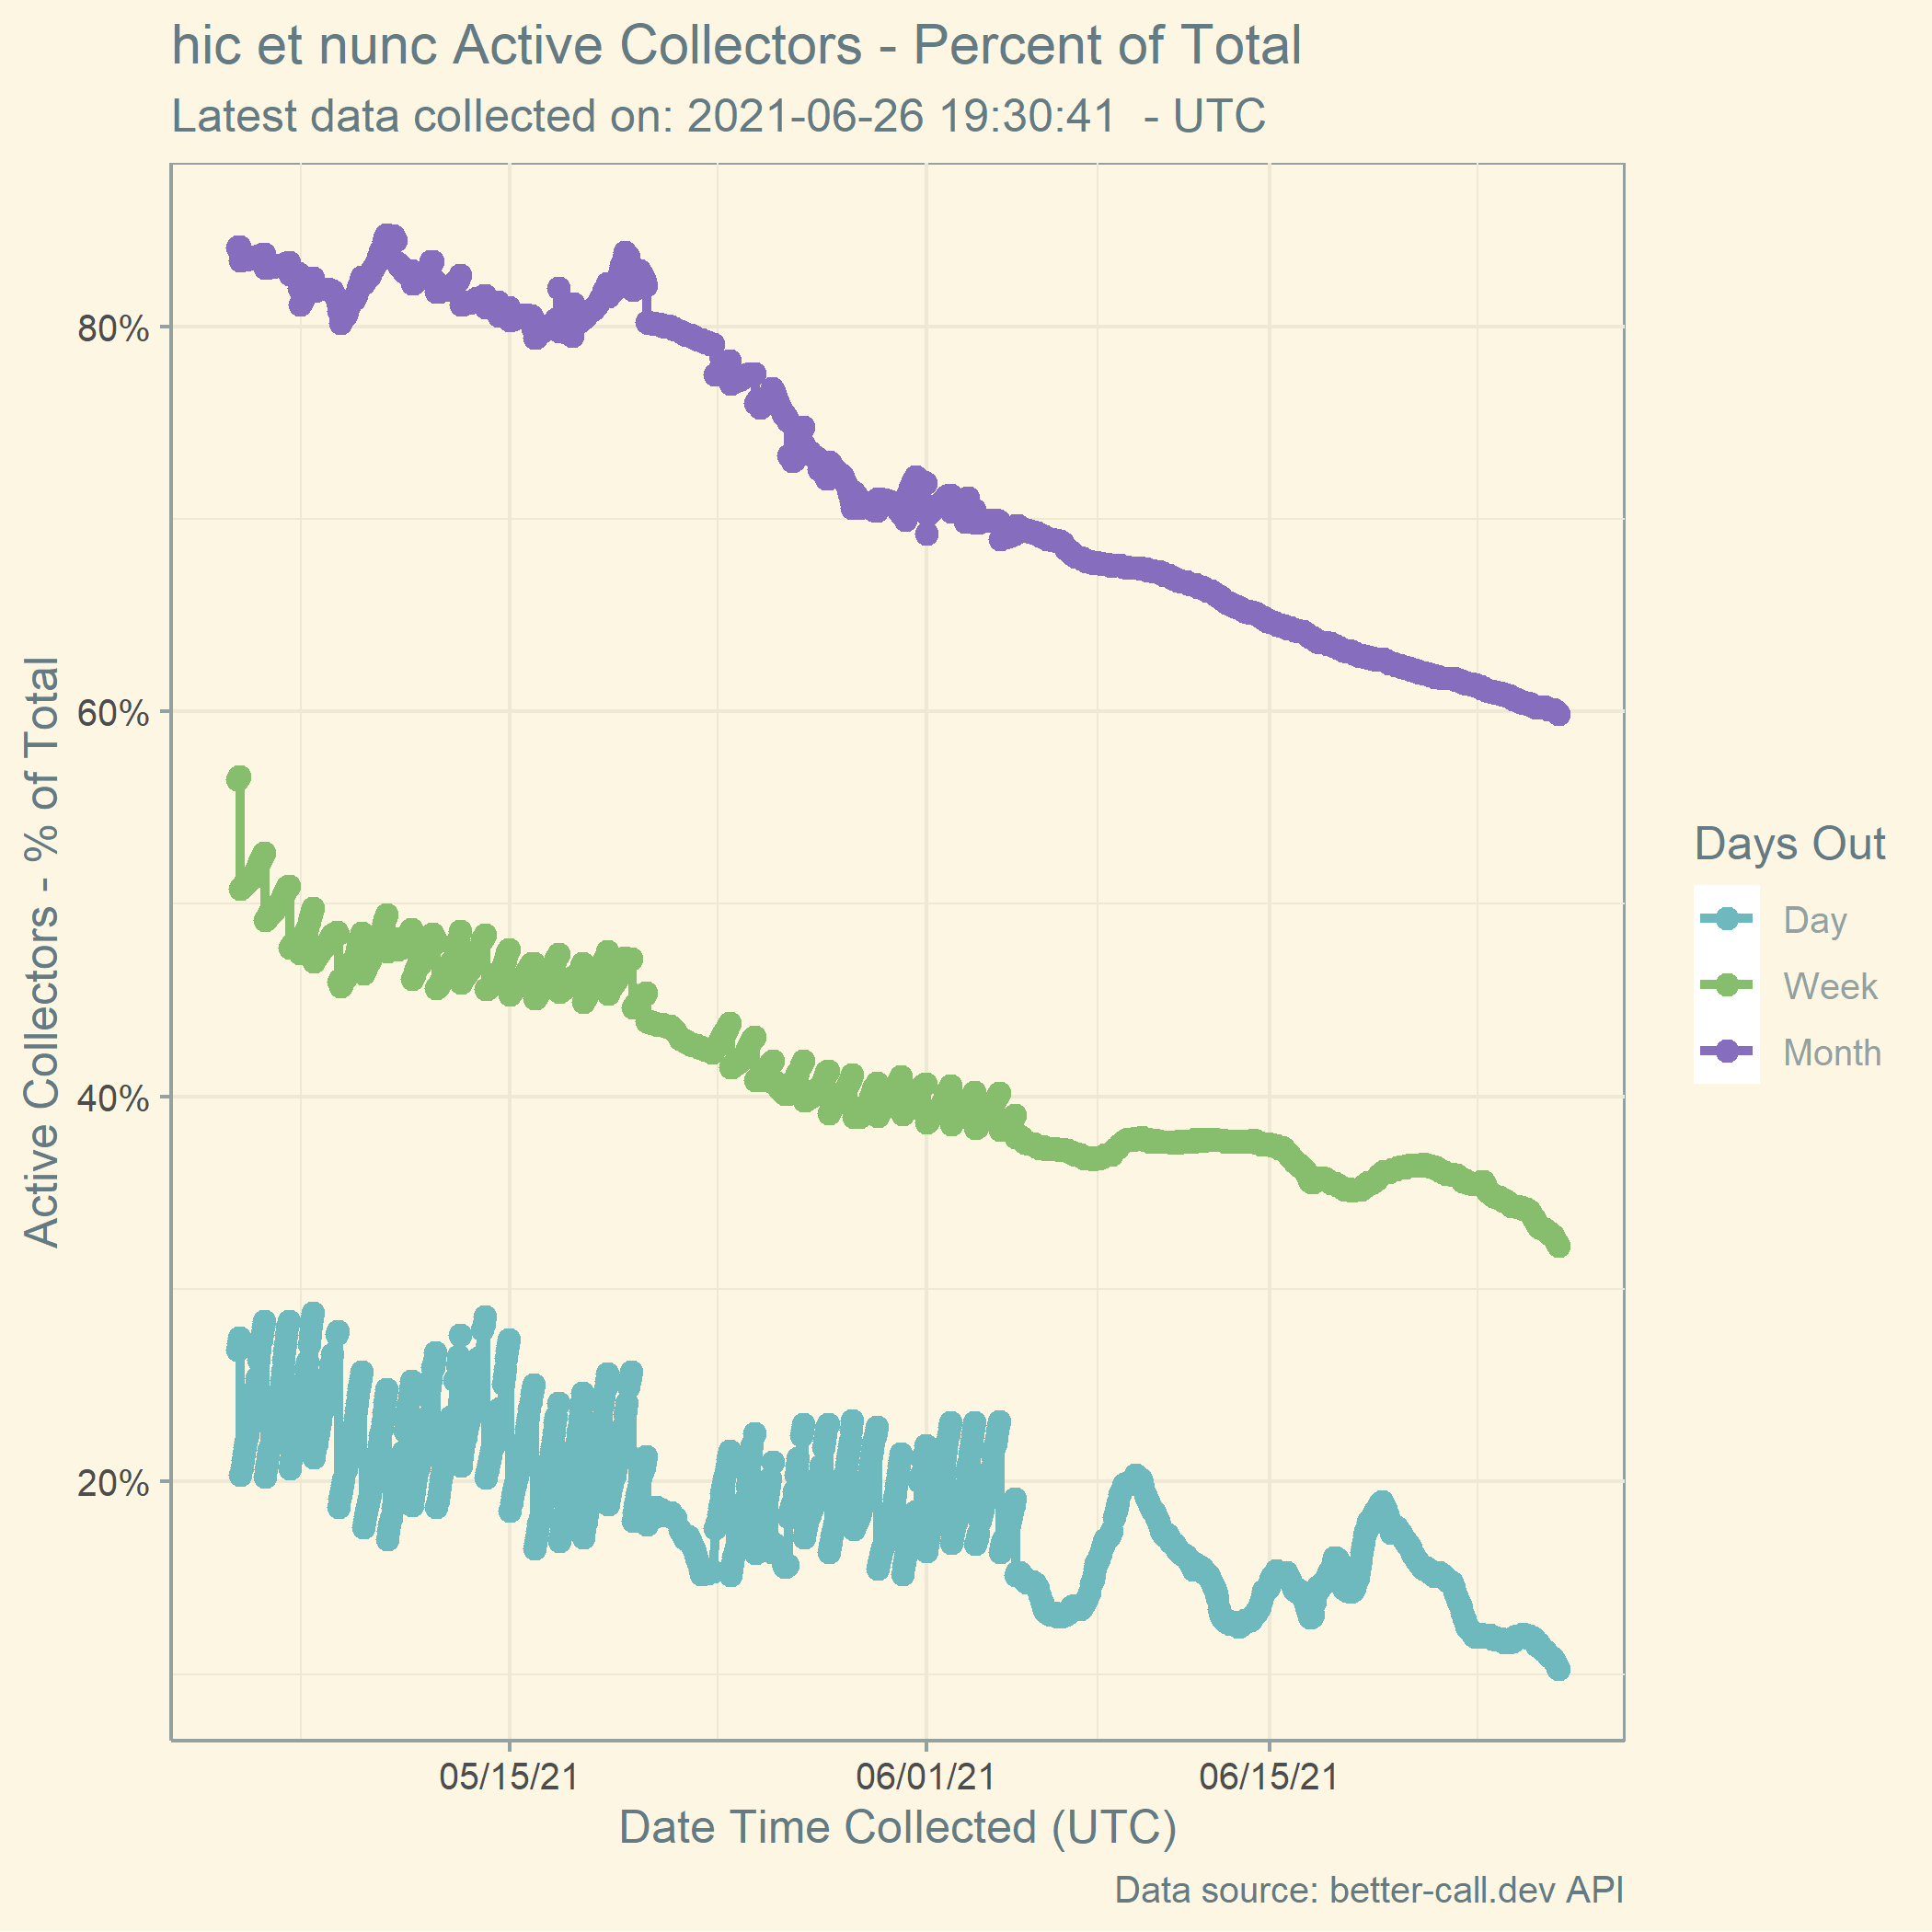 hic et nunc Active Collectors - Percent of Total
Latest data collected on: 2021-06-26 19:30:41  - UTC
Active Collectors - % of Total
80%
60%
40%
20%
05/15/21
06/01/21
06/15/21
Date Time Collected (UTC)
Days Out
Day
Week
Month
Data source: better-call.dev API